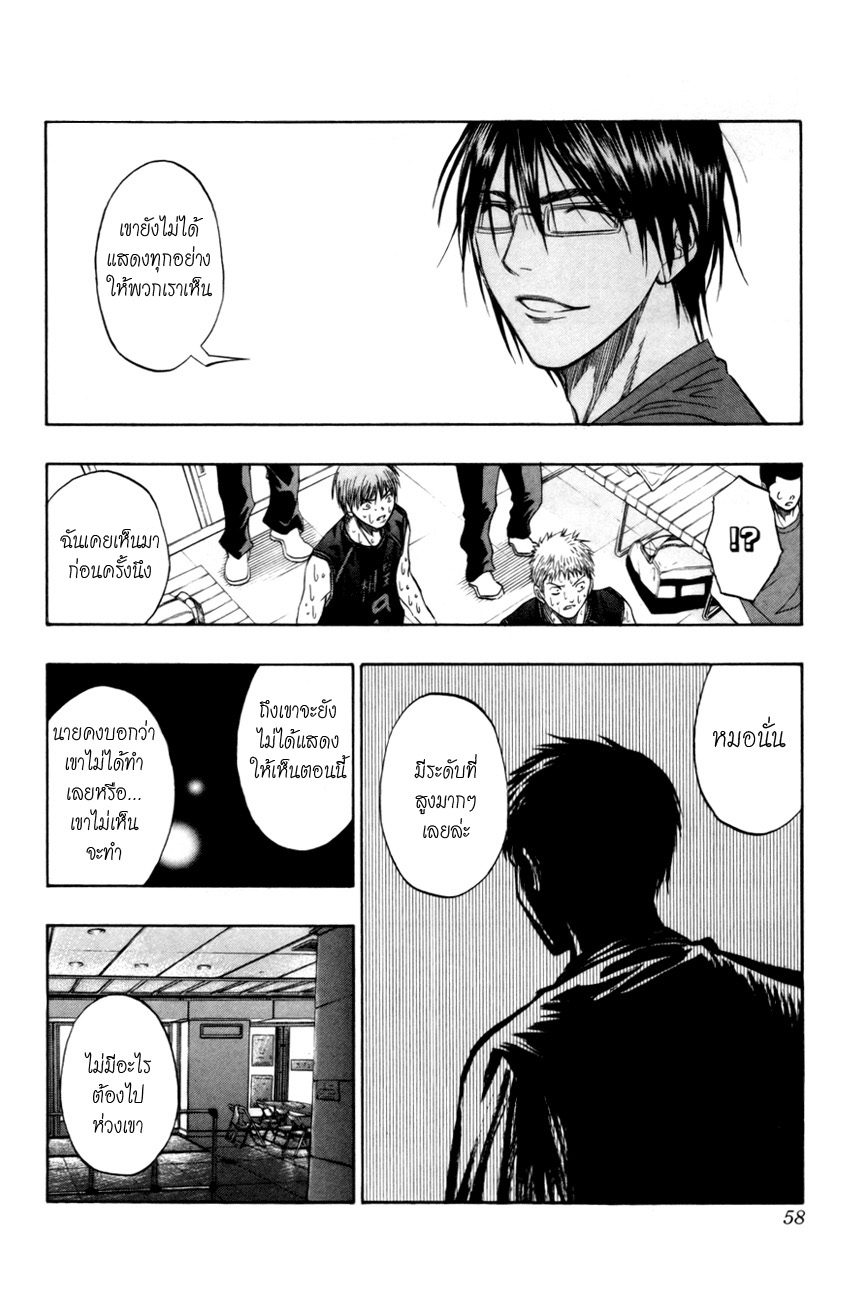 เขายังไม่ได้
แสดงทุกอย่าง
ให้พวกเราเห็น
!?
ฉันเคยเห็นมา
ก่อนครั้งนึง
หมอนั่น
มีระดับที่
สูงมากๆ
เลยล่ะ
ถึงเขาจะยัง
ไม่ได้แสดง
ให้เห็นตอนนี้
นายคงบอกว่า
เขาไม่ได้ทำ
เลยหรือ...
เขาไม่เห็น
จะทำ
ไม่มีอะไร
ต้องไป
ห่วงเขา
58